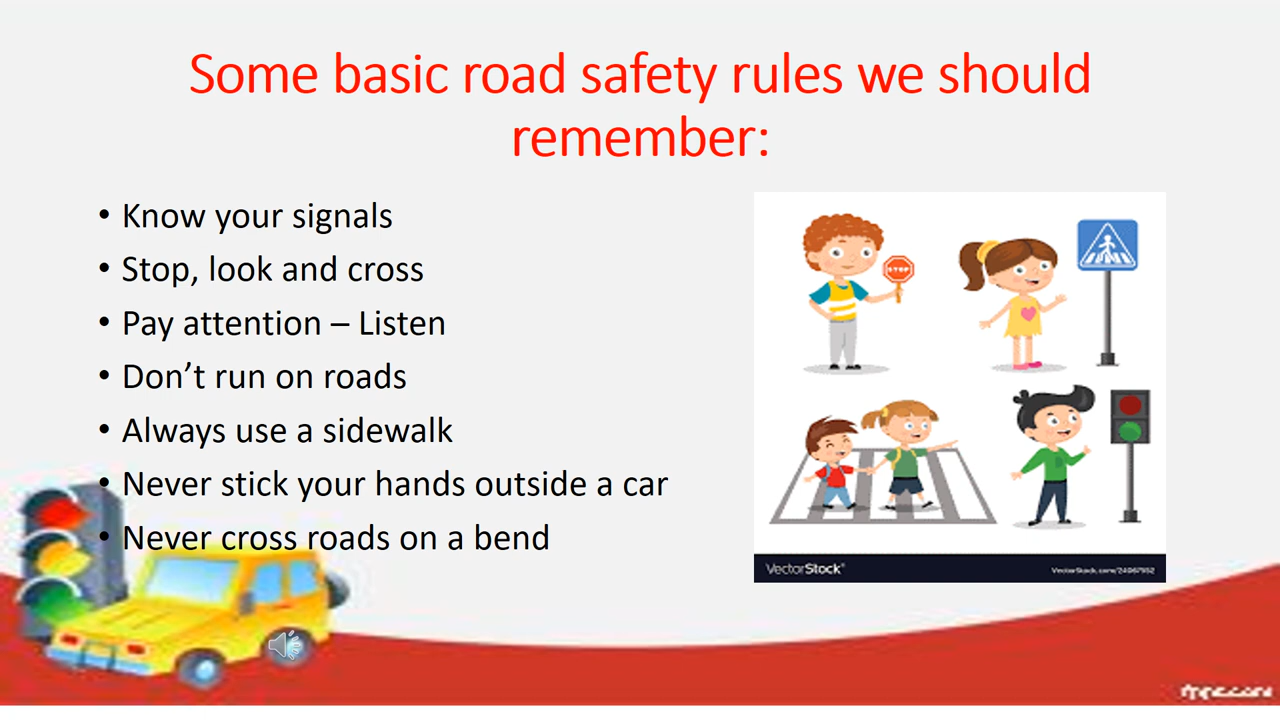 Some basic road safety rules we should
remember:
• Know your signals
• Stop, look and cross
• Pay attention – Listen
• Don’t run on roads
• Always use a sidewalk
• Never stick your hands outside a car
• Never cross roads on a bend
STOP
VectorStock®
VectorStock.com/24067552